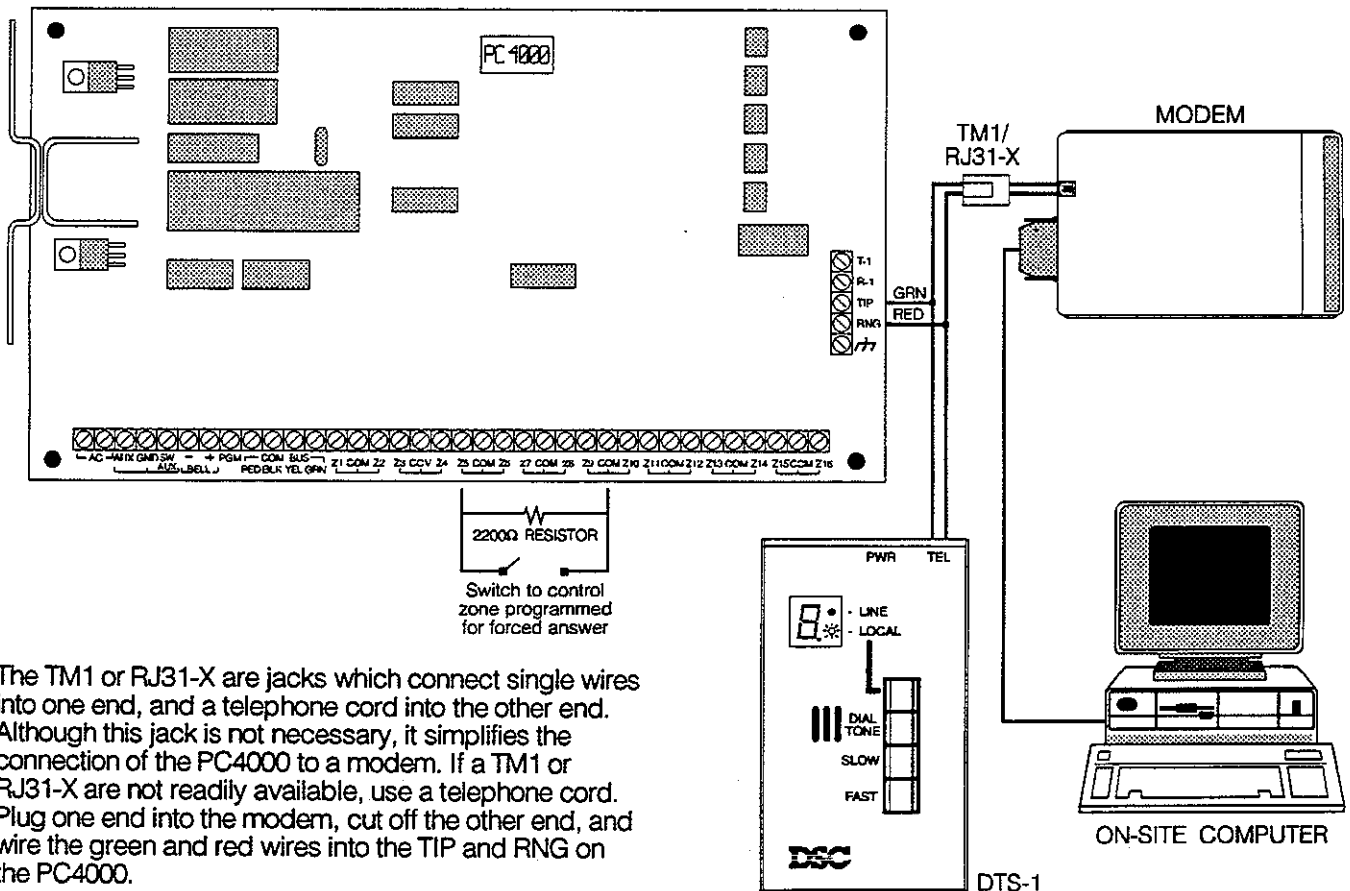 PC 4000
MODEM
TM1/
RJ31-X
T-1
R-1
TIP
RNG
GRN
RED
AC AUX GND SW - + PGM COM BUS
AUX BELL RED BLK YEL GRN
Z1 COM Z2 Z3 COM Z4 Z5 COM Z6 Z7 COM Z8 Z9 COM Z10 Z11 COM Z12 Z13 COM Z14 Z15 COM Z16
2200Ω RESISTOR
Switch to control
zone programmed
for forced answer
PWR TEL
- LINE
- LOCAL
DIAL
TONE
SLOW
FAST
DSC
DTS-1
ON-SITE COMPUTER
The TM1 or RJ31-X are jacks which connect single wires
into one end, and a telephone cord into the other end.
Although this jack is not necessary, it simplifies the
connection of the PC4000 to a modem. If a TM1 or
RJ31-X are not readily available, use a telephone cord.
Plug one end into the modem, cut off the other end, and
wire the green and red wires into the TIP and RNG on
the PC4000.